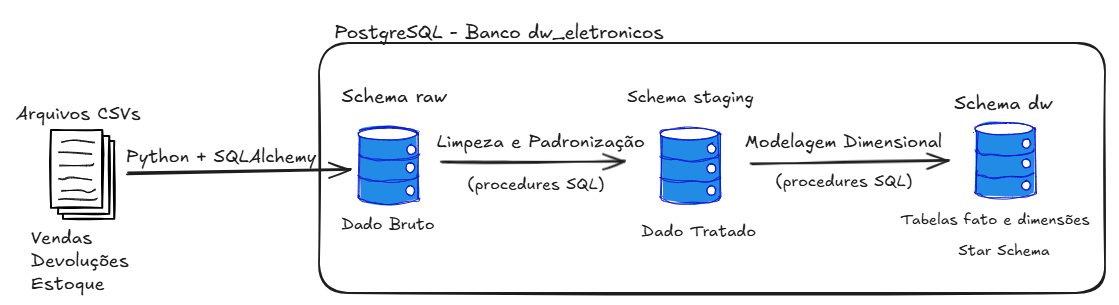 PostgreSQL - Banco dw_eletronicos
Arquivos CSVs
Vendas
Devoluções
Estoque
Python + SQLAlchemy
Schema raw
Dado Bruto
Limpeza e Padronização
(procedures SQL)
Schema staging
Dado Tratado
Modelagem Dimensional
(procedures SQL)
Schema dw
Tabelas fato e dimensões
Star Schema